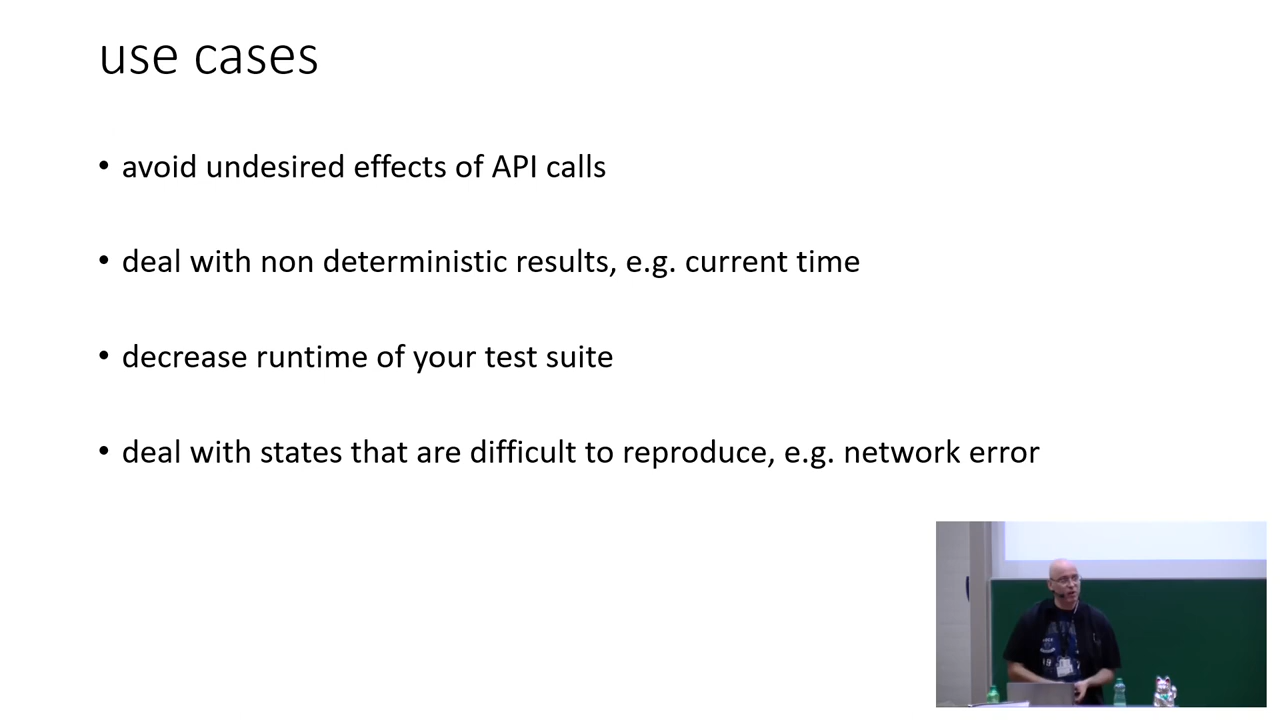 use cases
• avoid undesired effects of API calls
• deal with non deterministic results, e.g. current time
• decrease runtime of your test suite
• deal with states that are difficult to reproduce, e.g. network error